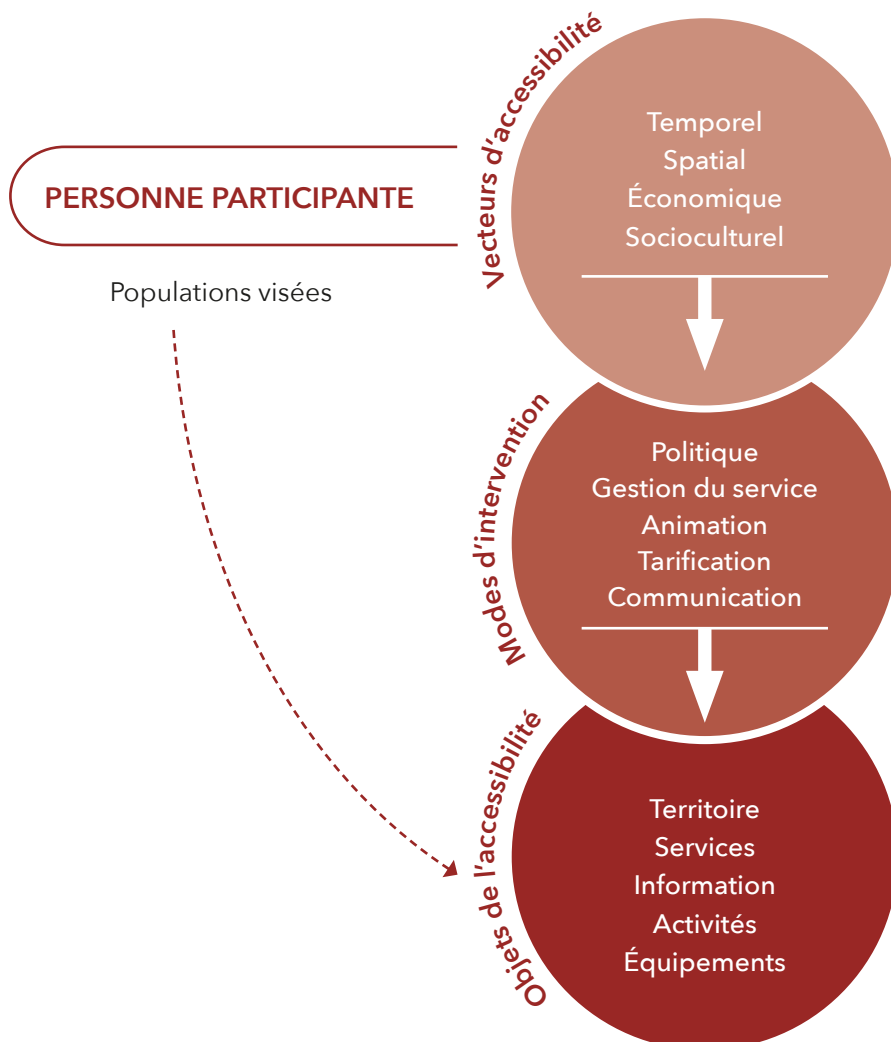 PERSONNE PARTICIPANTE
Populations visées
Vecteurs d'accessibilité
Temporel
Spatial
Économique
Socioculturel
Modes d'intervention
Politique
Gestion du service
Animation
Tarification
Communication
Objets de l'accessibilité
Territoire
Services
Information
Activités
Équipements